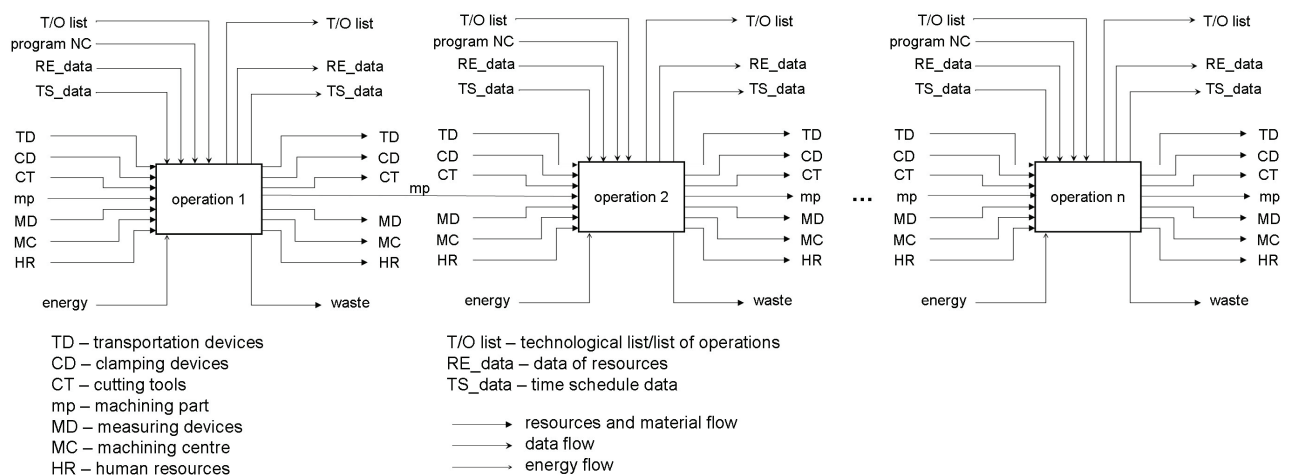 T/O list
program NC
RE_data
TS_data
T/O list
RE_data
TS_data
TD
CD
CT
mp
MD
MC
HR
operation 1
TD
CD
CT
MD
MC
HR
energy
waste
mp
T/O list
program NC
RE_data
TS_data
T/O list
RE_data
TS_data
TD
CD
CT
MD
MC
HR
operation 2
TD
CD
CT
mp
MD
MC
HR
energy
waste
...
T/O list
program NC
RE_data
TS_data
T/O list
RE_data
TS_data
TD
CD
CT
mp
MD
MC
HR
operation n
TD
CD
CT
mp
MD
MC
HR
energy
waste
TD – transportation devices
CD – clamping devices
CT – cutting tools
mp – machining part
MD – measuring devices
MC – machining centre
HR – human resources
T/O list – technological list/list of operations
RE_data – data of resources
TS_data – time schedule data
resources and material flow
data flow
energy flow